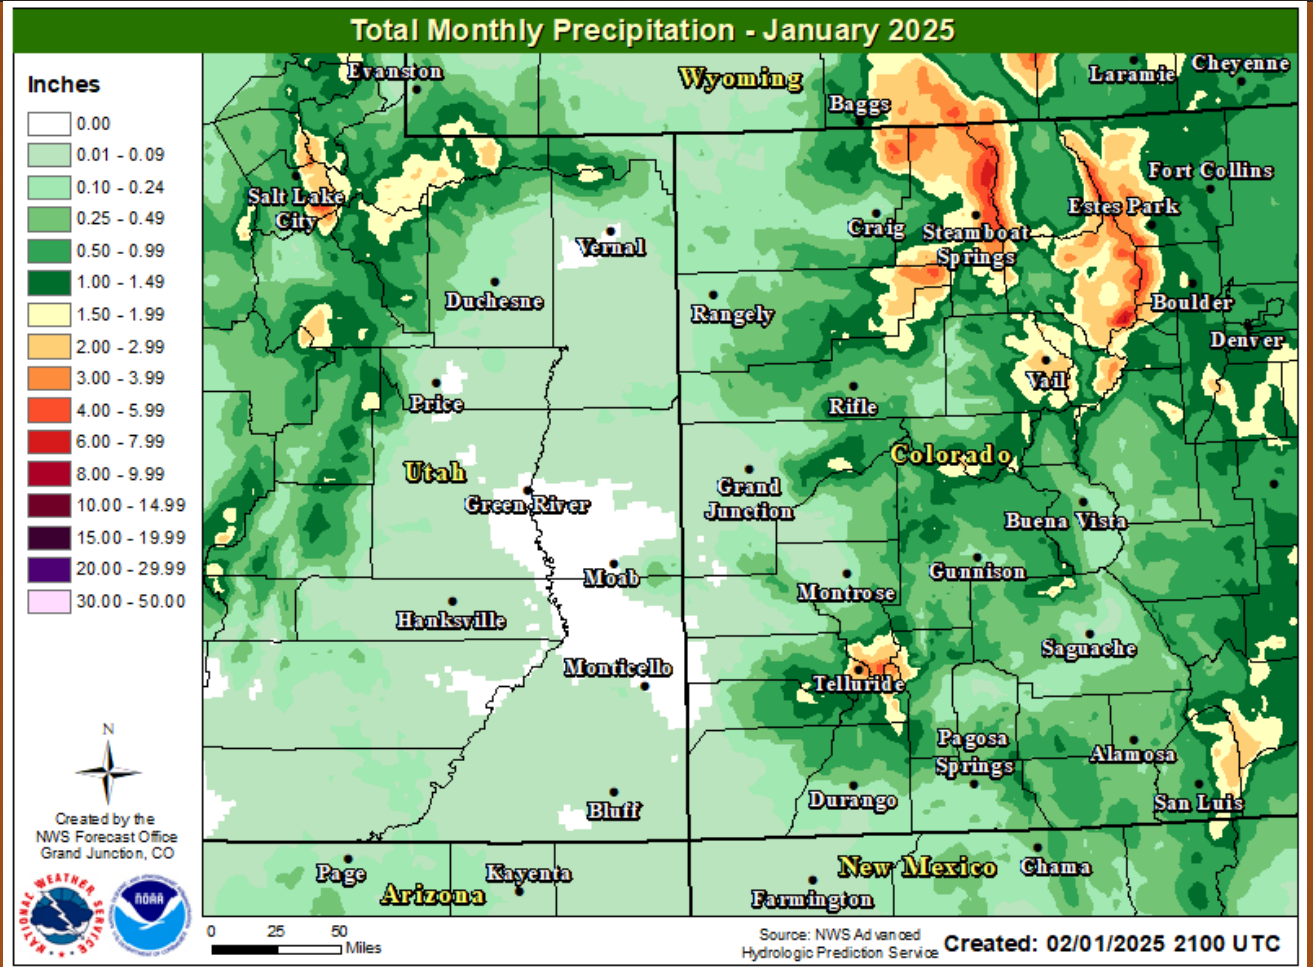 Total Monthly Precipitation - January 2025
Inches
0.00
0.01 - 0.09
0.10 - 0.24
0.25 - 0.49
0.50 - 0.99
1.00 - 1.49
1.50 - 1.99
2.00 - 2.99
3.00 - 3.99
4.00 - 5.99
6.00 - 7.99
8.00 - 9.99
10.00 - 14.99
15.00 - 19.99
20.00 - 29.99
30.00 - 50.00
N
Created by the
NWS Forecast Office
Grand Junction, CO
NATIONAL WEATHER SERVICE
NOAA
Evanston
Wyoming
Laramie
Cheyenne
Baggs
Salt Lake
City
Fort Collins
Estes Park
Craig
Steamboat
Springs
Vernal
Duchesne
Rangely
Boulder
Denver
Vail
Price
Rifle
Utah
Colorado
Green River
Grand
Junction
Buena Vista
Moab
Gunnison
Montrose
Hanksville
Saguache
Monticello
Telluride
Pagosa
Springs
Alamosa
Bluff
Durango
San Luis
Page
Kayenta
Arizona
New Mexico
Chama
Farmington
0 25 50
Miles
Source: NWS Advanced
Hydrologic Prediction Service
Created: 02/01/2025 2100 UTC